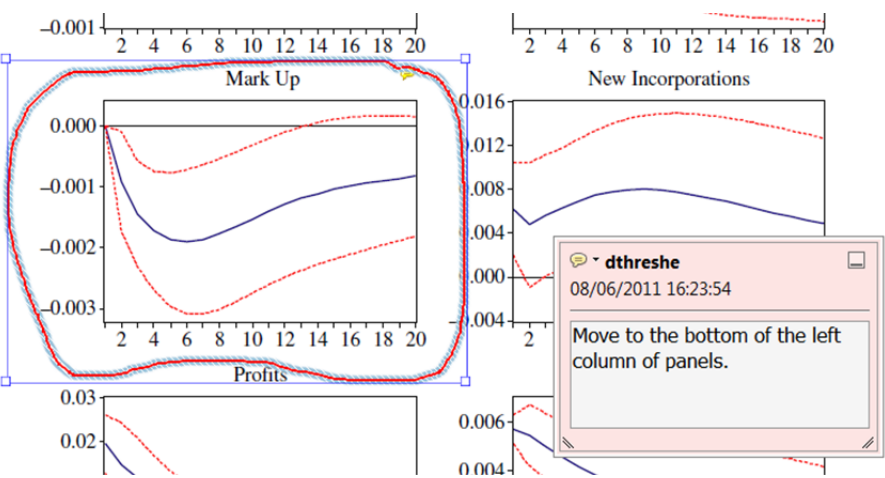 −0.001
2 4 6 8 10 12 14 16 18 20
2 4 6 8 10 12 14 16 18 20
Mark Up
New Incorporations
0.000
−0.001
−0.002
−0.003
2 4 6 8 10 12 14 16 18 20
0.016
0.012
.008
.004
.000
.004
2
dthreshe
08/06/2011 16:23:54
Move to the bottom of the left
column of panels.
Profits
0.03
0.02
0.006
0.004